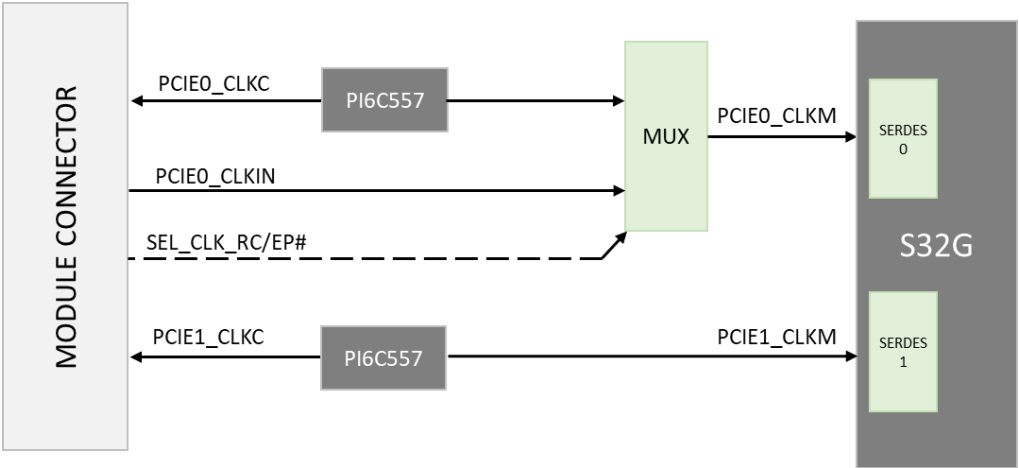 MODULE CONNECTOR
PCIE0_CLKC
PI6C557
MUX
PCIE0_CLKM
SERDES
0
PCIE0_CLKIN
SEL_CLK_RC/EP#
S32G
PCIE1_CLKC
PI6C557
PCIE1_CLKM
SERDES
1